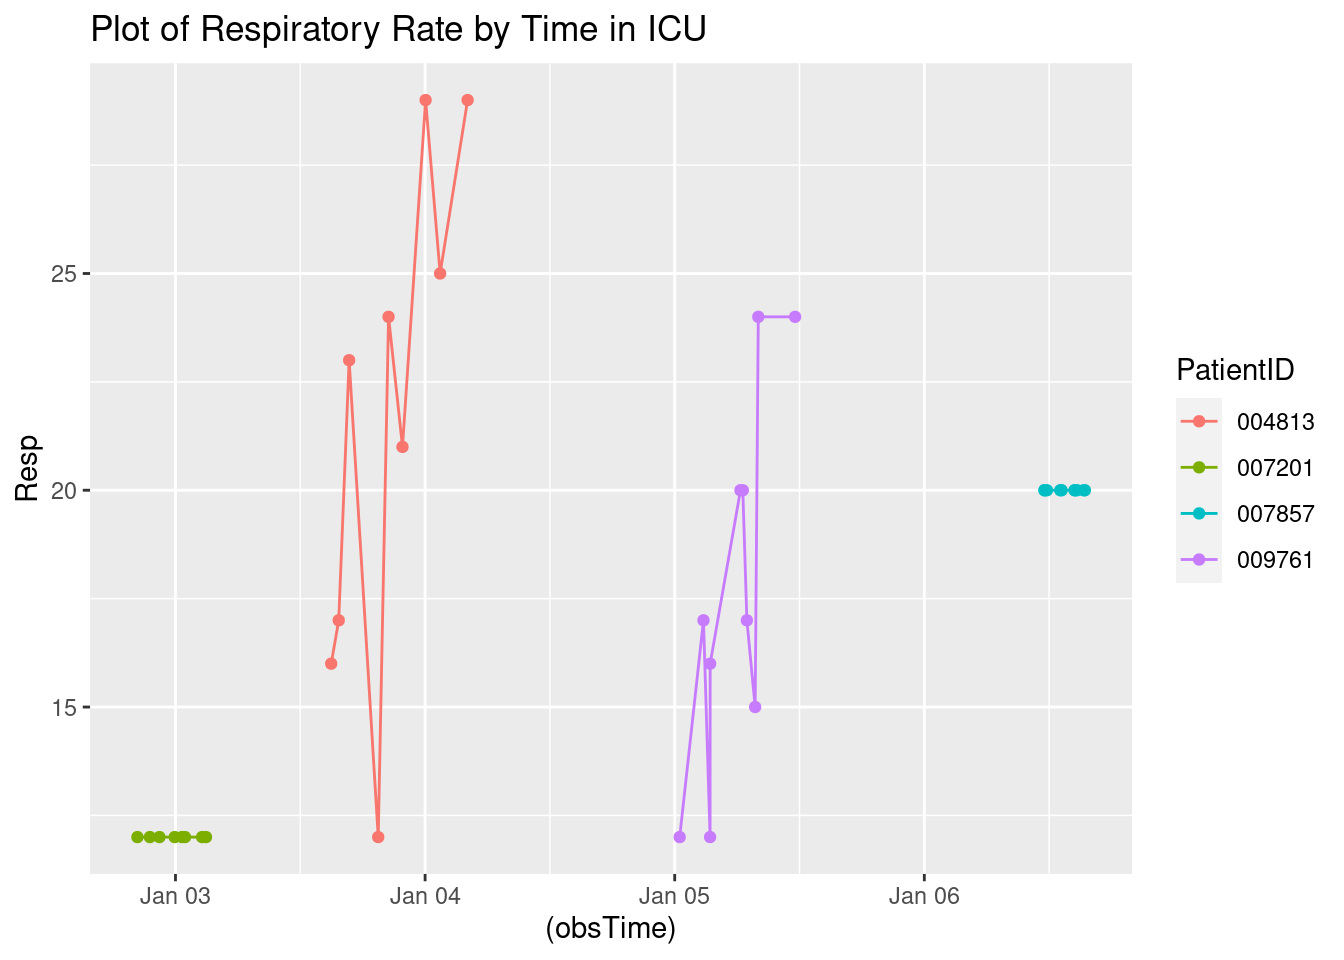 Plot of Respiratory Rate by Time in ICU
Resp
25
20
15
Jan 03
Jan 04
Jan 05
Jan 06
(obsTime)
PatientID
004813
007201
007857
009761